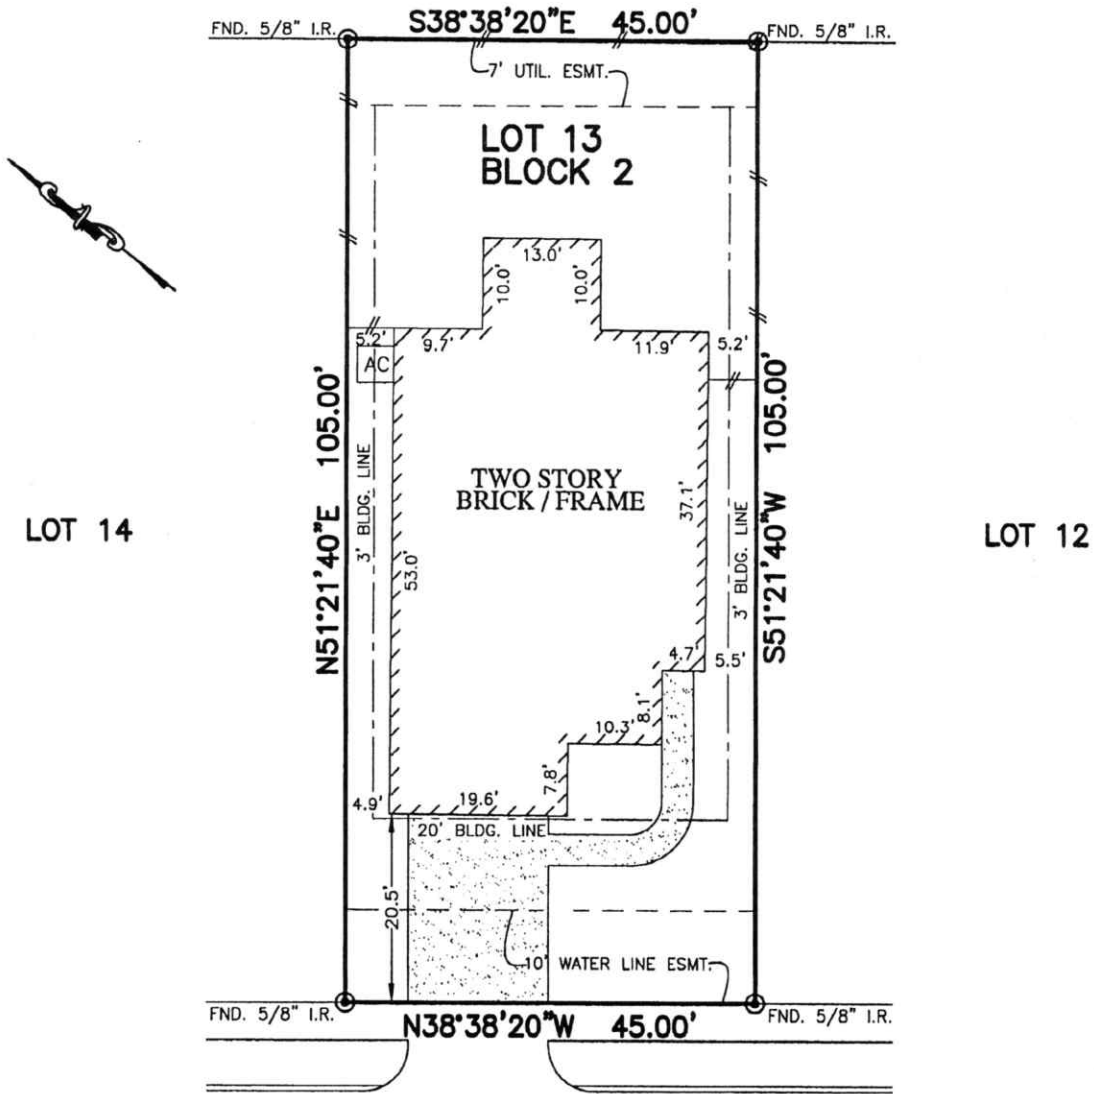 S38°38'20"E 45.00'
FND. 5/8" I.R.
FND. 5/8" I.R.
7' UTIL. ESMT.
LOT 13
BLOCK 2
13.0'
10.0'
10.0'
5.2'
9.7'
11.9'
5.2'
AC
N51°21'40"E 105.00'
3' BLDG. LINE
TWO STORY
BRICK / FRAME
37.1'
3' BLDG. LINE
S51°21'40"W 105.00'
LOT 14
LOT 12
53.0'
4.7'
5.5'
8.1'
10.3'
7.8'
4.9'
19.6'
20' BLDG. LINE
20.5'
10' WATER LINE ESMT.
FND. 5/8" I.R.
FND. 5/8" I.R.
N38°38'20"W 45.00'